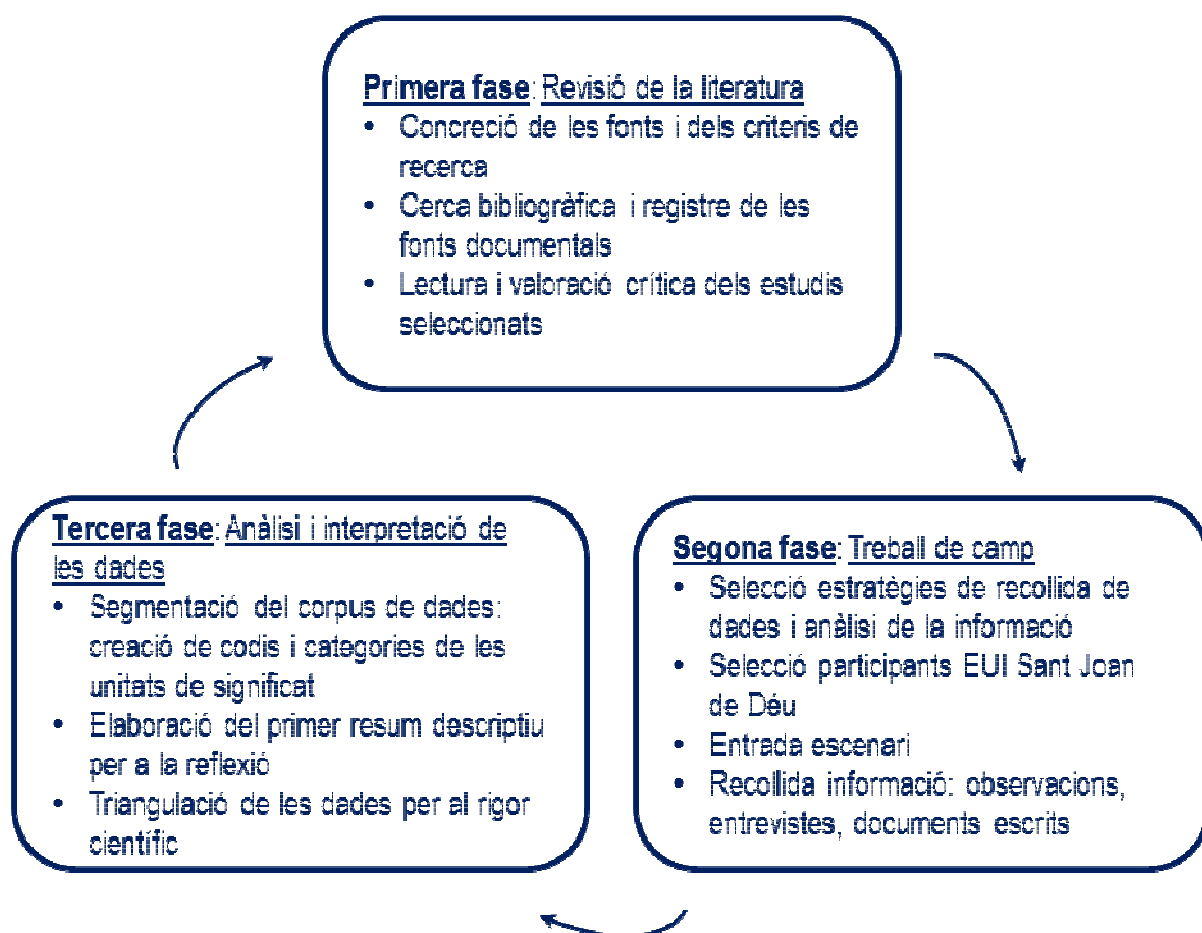 Primera fase: Revisió de la literatura
• Concreció de les fonts i dels criteris de
recerca
• Cerca bibliogràfica i registre de les
fonts documentals
• Lectura i valoració crítica dels estudis
seleccionats
Tercera fase: Anàlisi i interpretació de
les dades
• Segmentació del corpus de dades:
creació de codis i categories de les
unitats de significat
• Elaboració del primer resum descriptiu
per a la reflexió
• Triangulació de les dades per al rigor
científic
Segona fase: Treball de camp
• Selecció estratègies de recollida de
dades i anàlisi de la informació
• Selecció participants EUI Sant Joan
de Déu
• Entrada escenari
• Recollida informació: observacions,
entrevistes, documents escrits